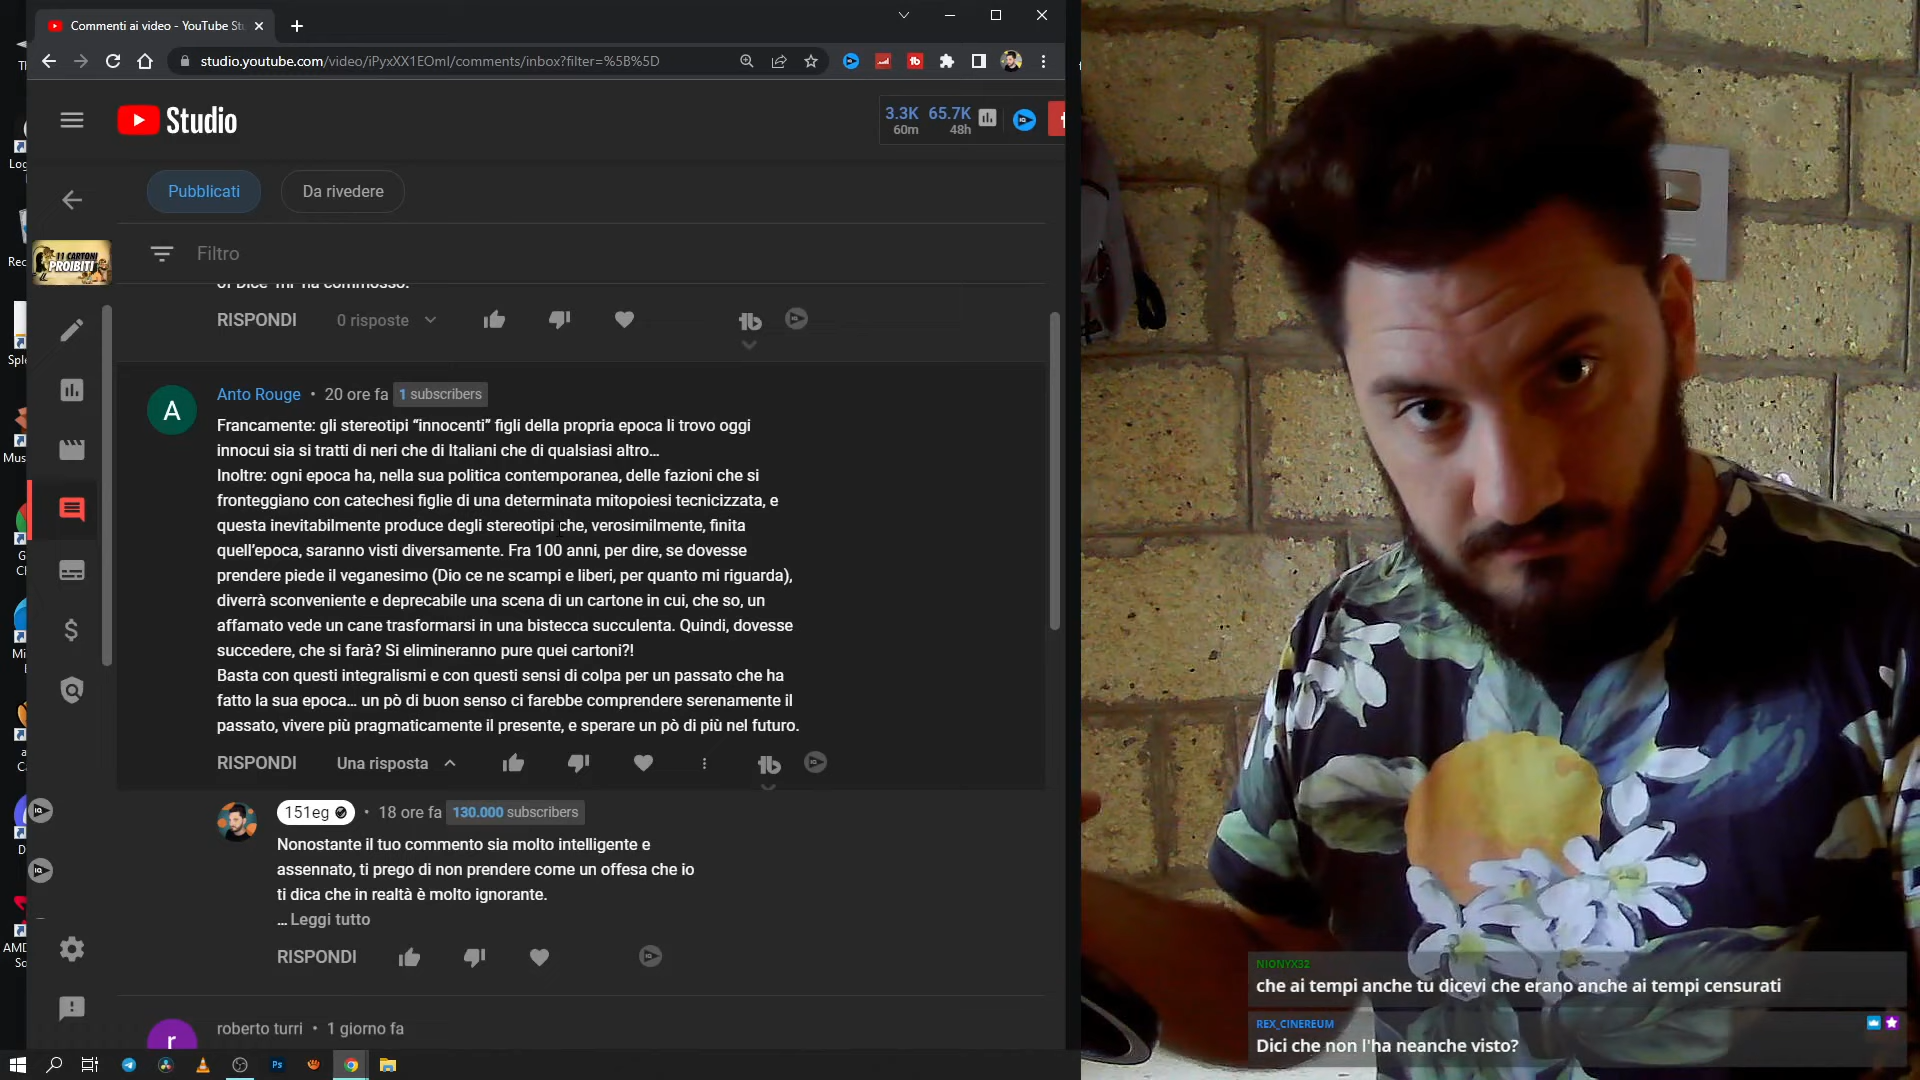 Commenti ai video - YouTube Stu
studio.youtube.com/video/iPyxXX1EOmI/comments/inbox?filter=%5B%5D
Studio
3.3K 65.7K
60m 48h
Pubblicati Da rivedere
11 CARTONI
PROIBITI
Filtro
RISPONDI 0 risposte
Anto Rouge • 20 ore fa 1 subscribers
A
Francamente: gli stereotipi “innocenti” figli della propria epoca li trovo oggi
innocui sia si tratti di neri che di Italiani che di qualsiasi altro...
Inoltre: ogni epoca ha, nella sua politica contemporanea, delle fazioni che si
fronteggiano con catechesi figlie di una determinata mitopoiesi tecnicizzata, e
questa inevitabilmente produce degli stereotipi che, verosimilmente, finita
quell’epoca, saranno visti diversamente. Fra 100 anni, per dire, se dovesse
prendere piede il veganesimo (Dio ce ne scampi e liberi, per quanto mi riguarda),
diverrà sconveniente e deprecabile una scena di un cartone in cui, che so, un
affamato vede un cane trasformarsi in una bistecca succulenta. Quindi, dovesse
succedere, che si farà? Si elimineranno pure quei cartoni?!
Basta con questi integralismi e con questi sensi di colpa per un passato che ha
fatto la sua epoca... un pò di buon senso ci farebbe comprendere serenamente il
passato, vivere più pragmaticamente il presente, e sperare un pò di più nel futuro.
RISPONDI Una risposta
151eg • 18 ore fa 130.000 subscribers
Nonostante il tuo commento sia molto intelligente e
assennato, ti prego di non prendere come un offesa che io
ti dica che in realtà è molto ignorante.
... Leggi tutto
RISPONDI
roberto turri • 1 giorno fa
r
NIONYX32
che ai tempi anche tu dicevi che erano anche ai tempi censurati
REX_CINEREUM
Dici che non l'ha neanche visto?